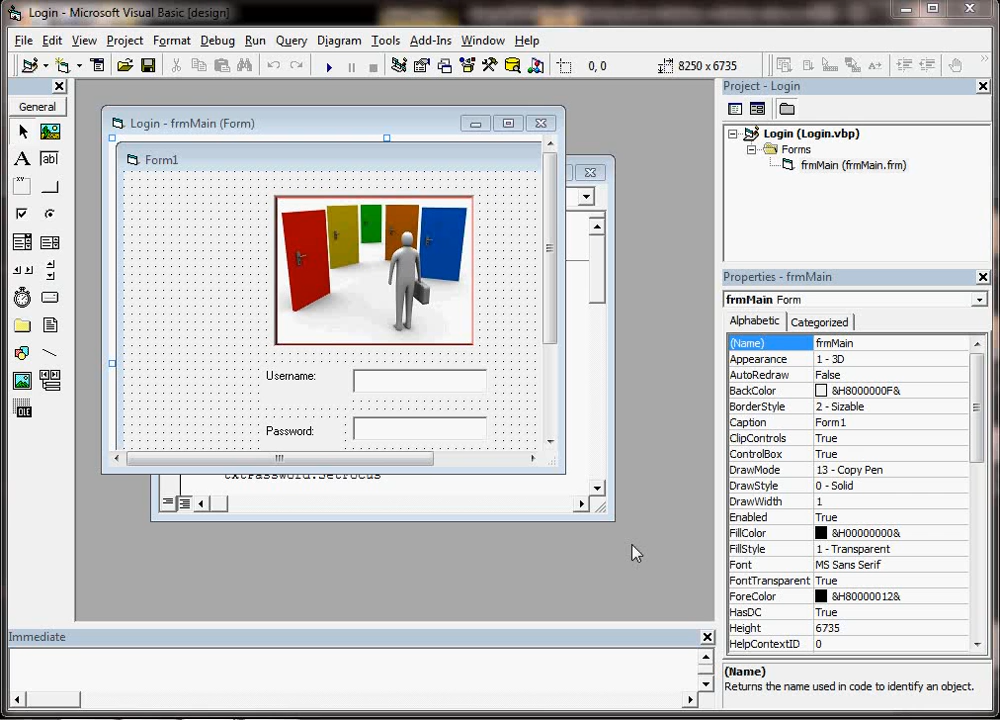 Login - Microsoft Visual Basic [design]
File Edit View Project Format Debug Run Query Diagram Tools Add-Ins Window Help
0, 0
8250 x 6735
General
A
ab|
xy
OLE
Login - frmMain (Form)
Form1
Username:
Password:
txtPassword.SetFocus
Immediate
Project - Login
Login (Login.vbp)
Forms
frmMain (frmMain.frm)
Properties - frmMain
frmMain Form
Alphabetic Categorized
(Name) frmMain
Appearance 1 - 3D
AutoRedraw False
BackColor &H8000000F&
BorderStyle 2 - Sizable
Caption Form1
ClipControls True
ControlBox True
DrawMode 13 - Copy Pen
DrawStyle 0 - Solid
DrawWidth 1
Enabled True
FillColor &H00000000&
FillStyle 1 - Transparent
Font MS Sans Serif
FontTransparent True
ForeColor &H80000012&
HasDC True
Height 6735
HelpContextID 0
(Name)
Returns the name used in code to identify an object.